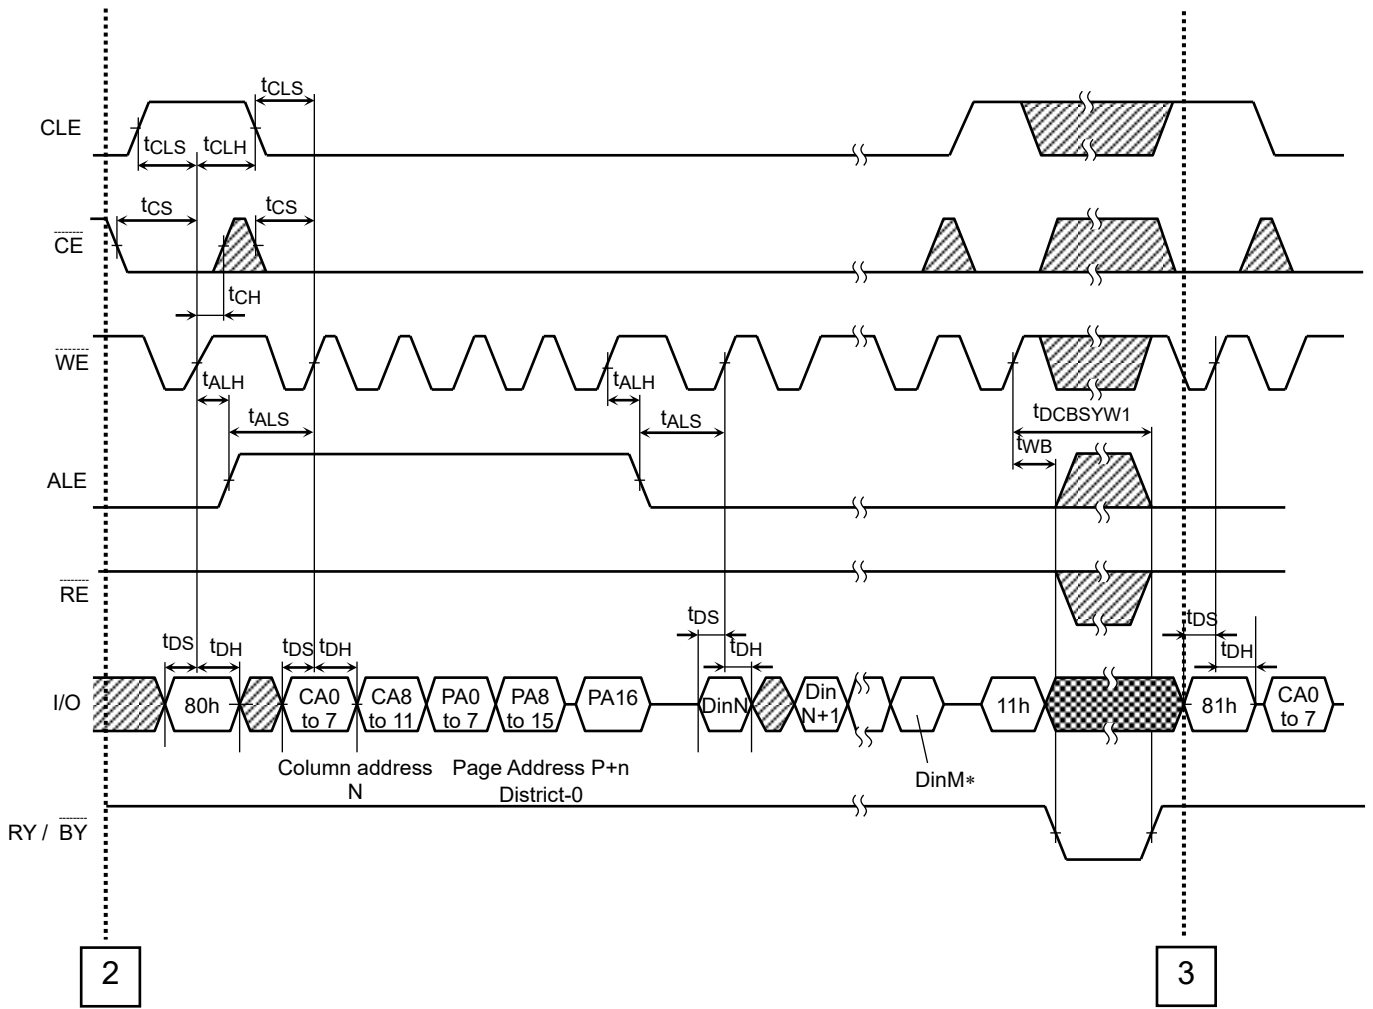 tCLS
CLE
tCLS
tCLH
tCS
tCS
CE
tCH
WE
tALH
tALH
tALS
tALS
tDCBSYW1
tWB
ALE
RE
tDS
tDH
tDS
tDH
tDS
tDH
tDS
tDH
I/O
80h
CA0 to 7
CA8 to 11
PA0 to 7
PA8 to 15
PA16
DinN
Din N+1
11h
81h
CA0 to 7
Column address N
Page Address P+n District-0
DinM*
RY / BY
2
3